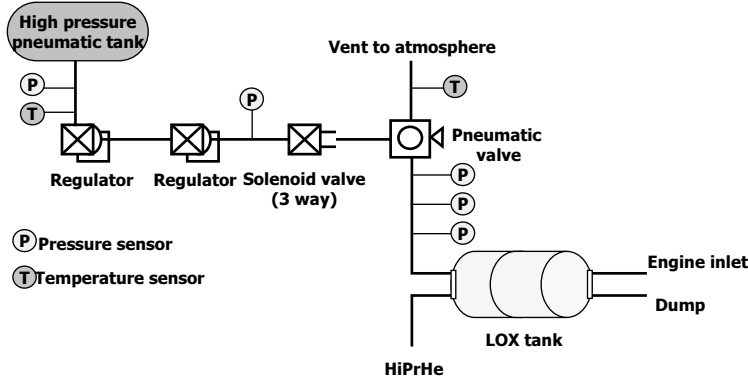 High pressure
pneumatic tank
Vent to atmosphere
P
T
P
T
Pneumatic
valve
Regulator
Regulator
Solenoid valve
(3 way)
P
P
P
P Pressure sensor
T Temperature sensor
Engine inlet
Dump
LOX tank
HiPrHe